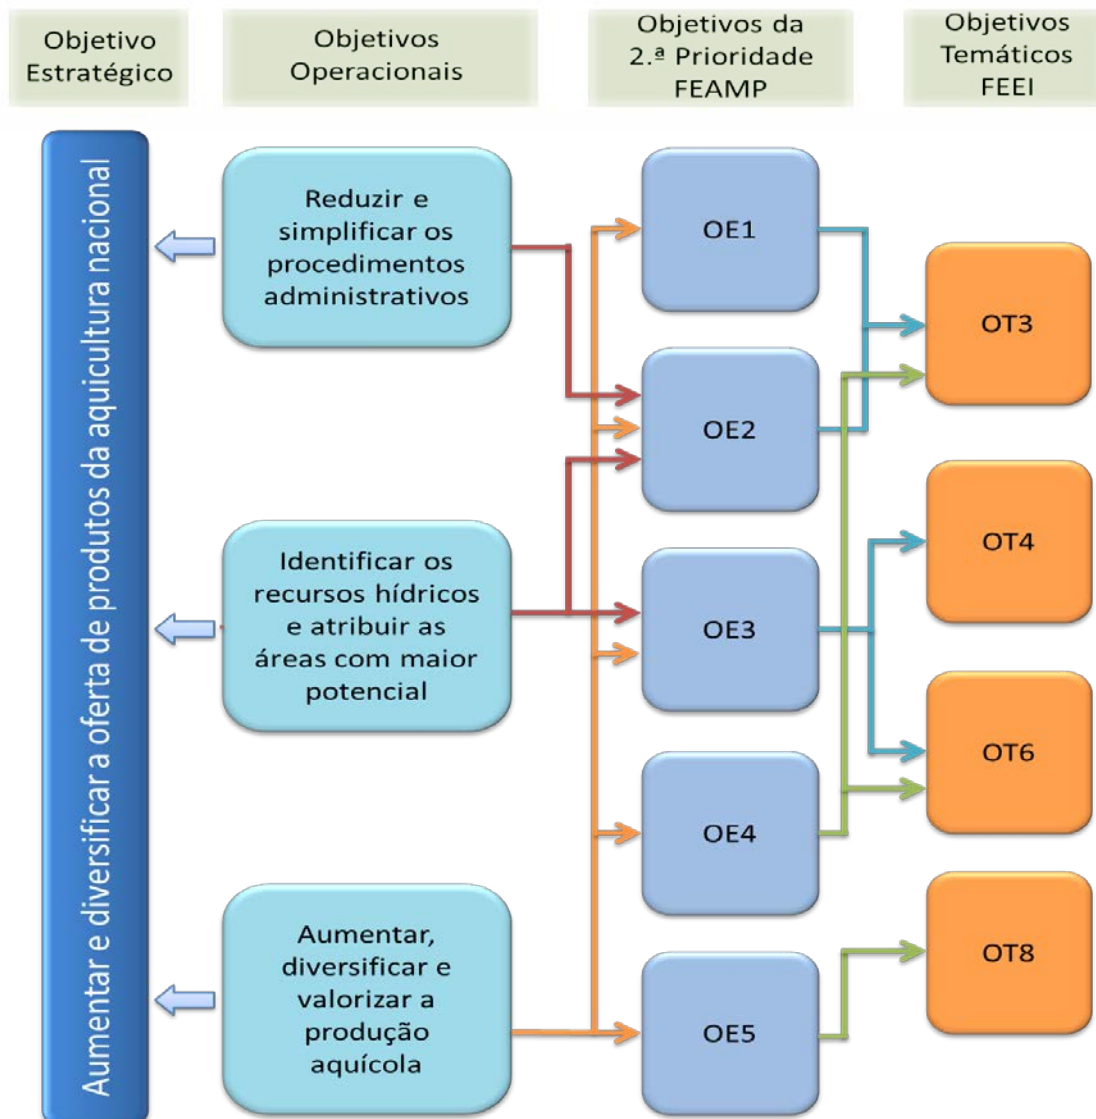 Objetivo
Estratégico
Objetivos
Operacionais
Objetivos da
2.ª Prioridade
FEAMP
Objetivos
Temáticos
FEEI
Aumentar e diversificar a oferta de produtos da aquicultura nacional
Reduzir e
simplificar os
procedimentos
administrativos
Identificar os
recursos hídricos
e atribuir as
áreas com maior
potencial
Aumentar,
diversificar e
valorizar a
produção
aquícola
OE1
OE2
OE3
OE4
OE5
OT3
OT4
OT6
OT8